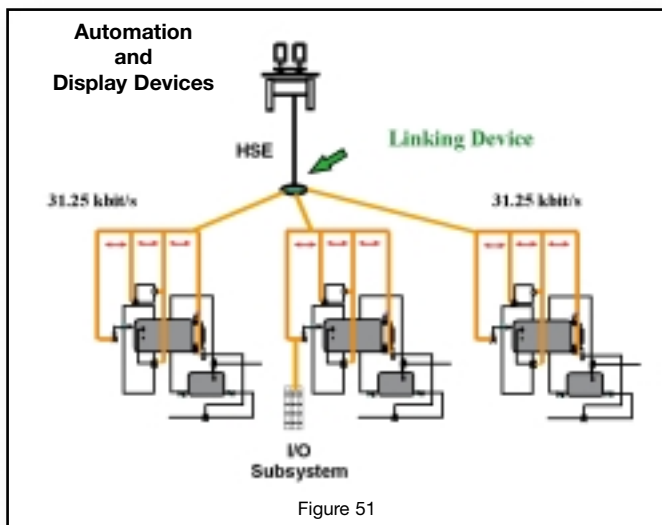 Automation
and
Display Devices
HSE
Linking Device
31.25 kbit/s
31.25 kbit/s
I/O
Subsystem
Figure 51